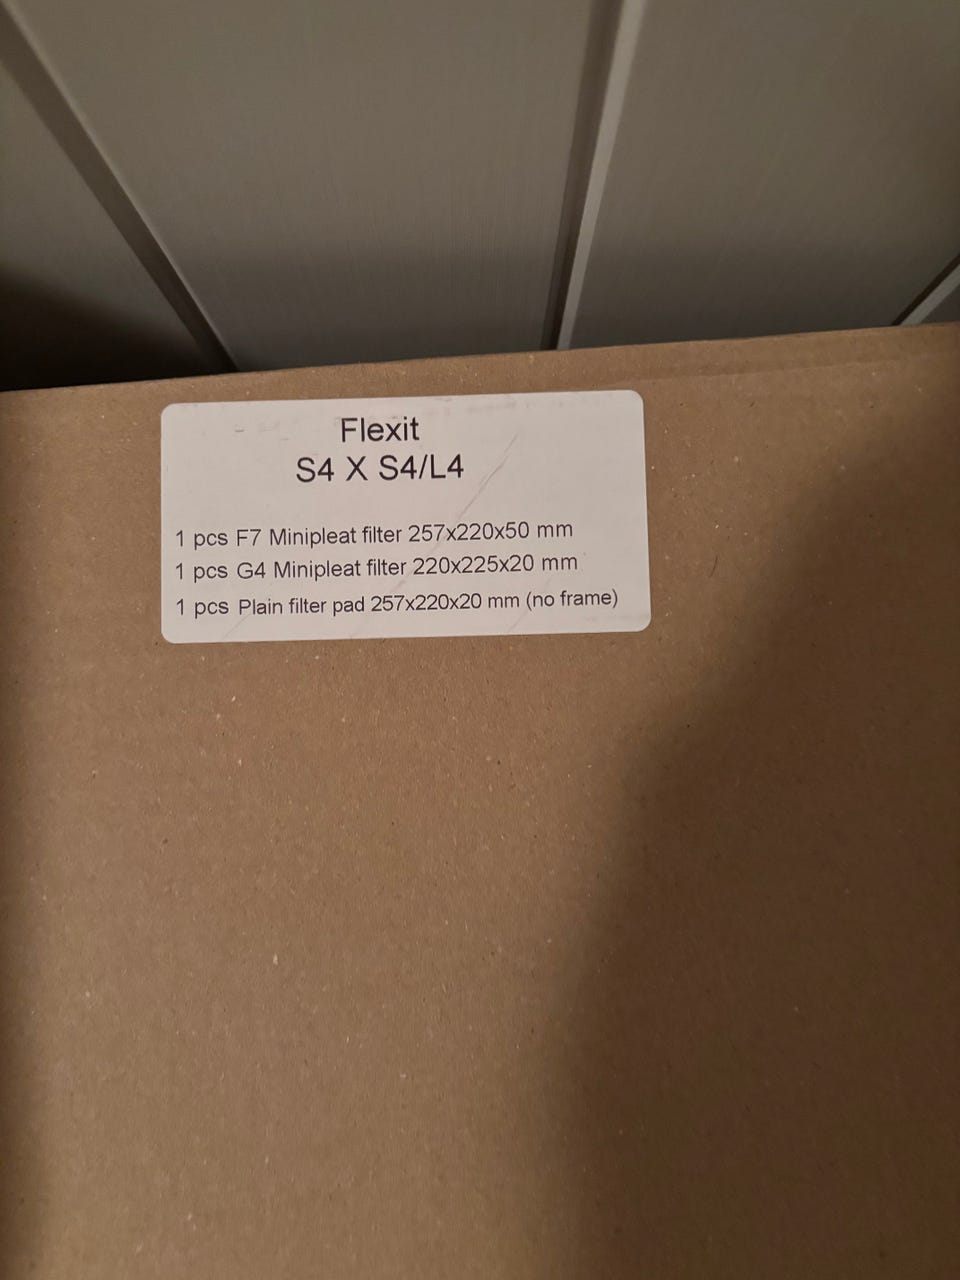 Flexit
S4 X S4/L4
1 pcs F7 Minipleat filter 257x220x50 mm
1 pcs G4 Minipleat filter 220x225x20 mm
1 pcs Plain filter pad 257x220x20 mm (no frame)